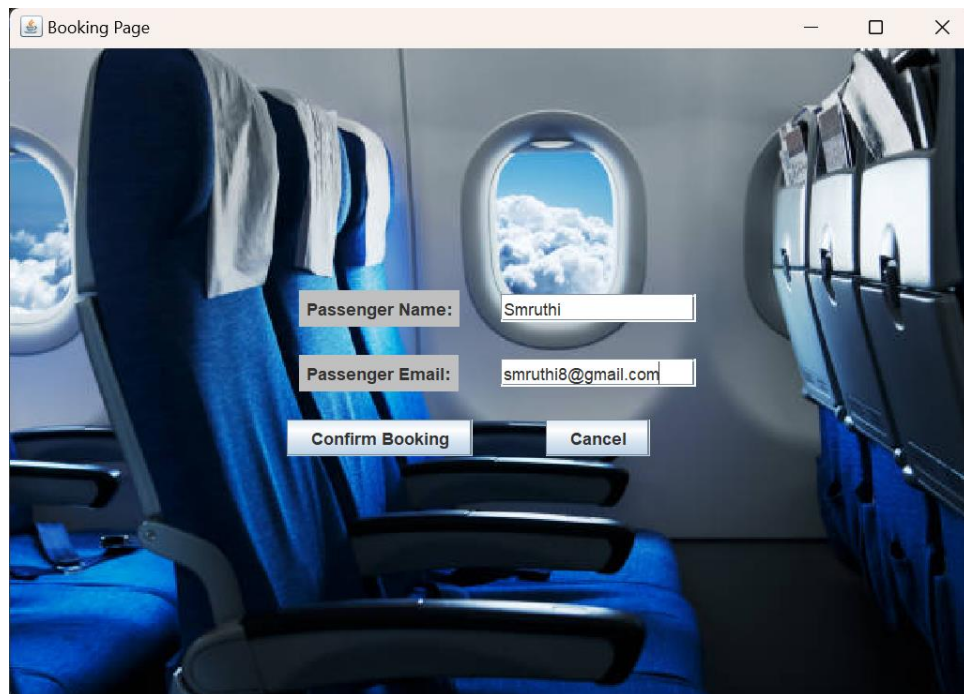 Booking Page
Passenger Name: Smruthi
Passenger Email: smruthi8@gmail.com
Confirm Booking Cancel